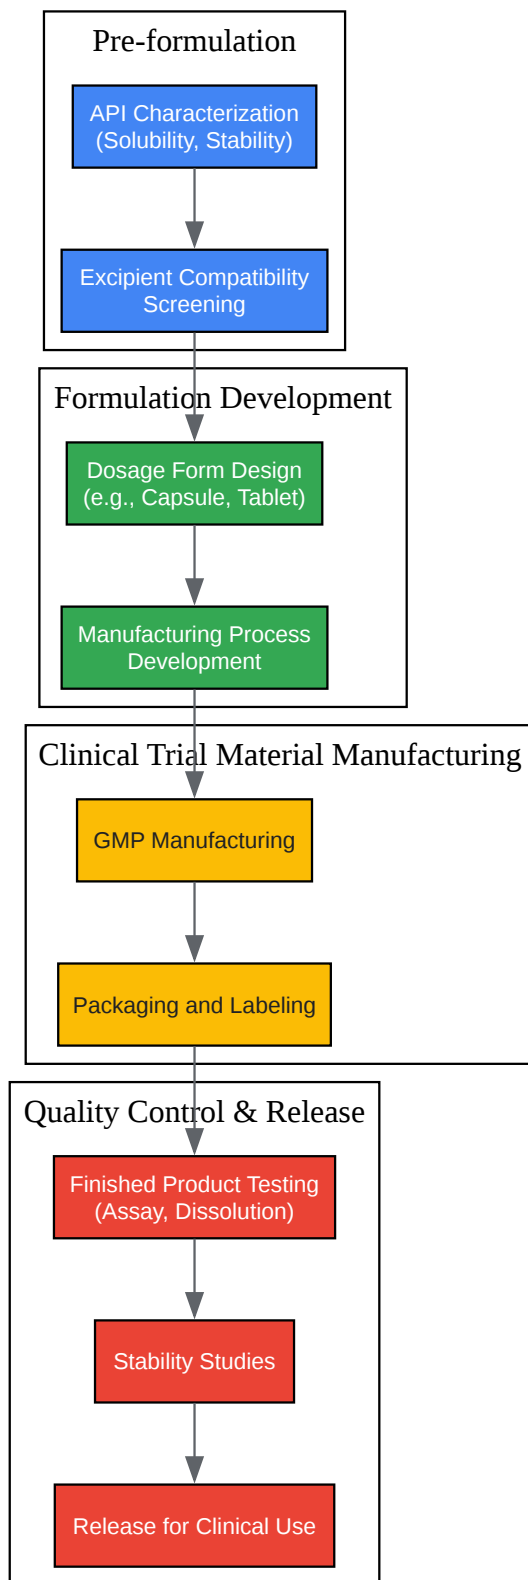 Pre-formulation
API Characterization
(Solubility, Stability)
Excipient Compatibility
Screening
Formulation Development
Dosage Form Design
(e.g., Capsule, Tablet)
Manufacturing Process
Development
Clinical Trial Material Manufacturing
GMP Manufacturing
Packaging and Labeling
Quality Control & Release
Finished Product Testing
(Assay, Dissolution)
Stability Studies
Release for Clinical Use